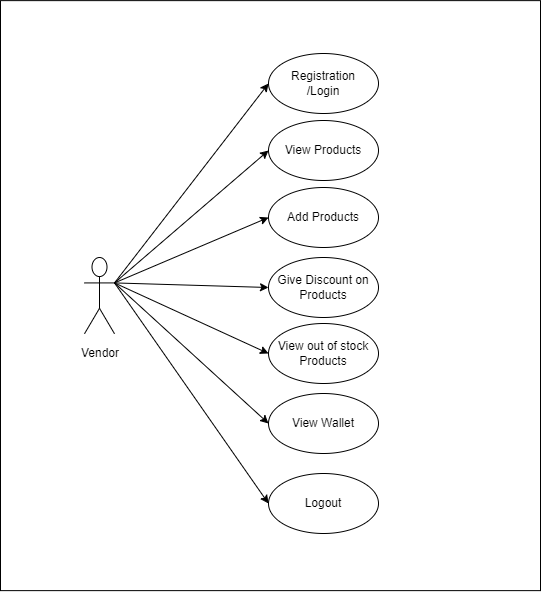 Registration
/Login
View Products
Add Products
Give Discount on
Products
View out of stock
Products
View Wallet
Logout
Vendor